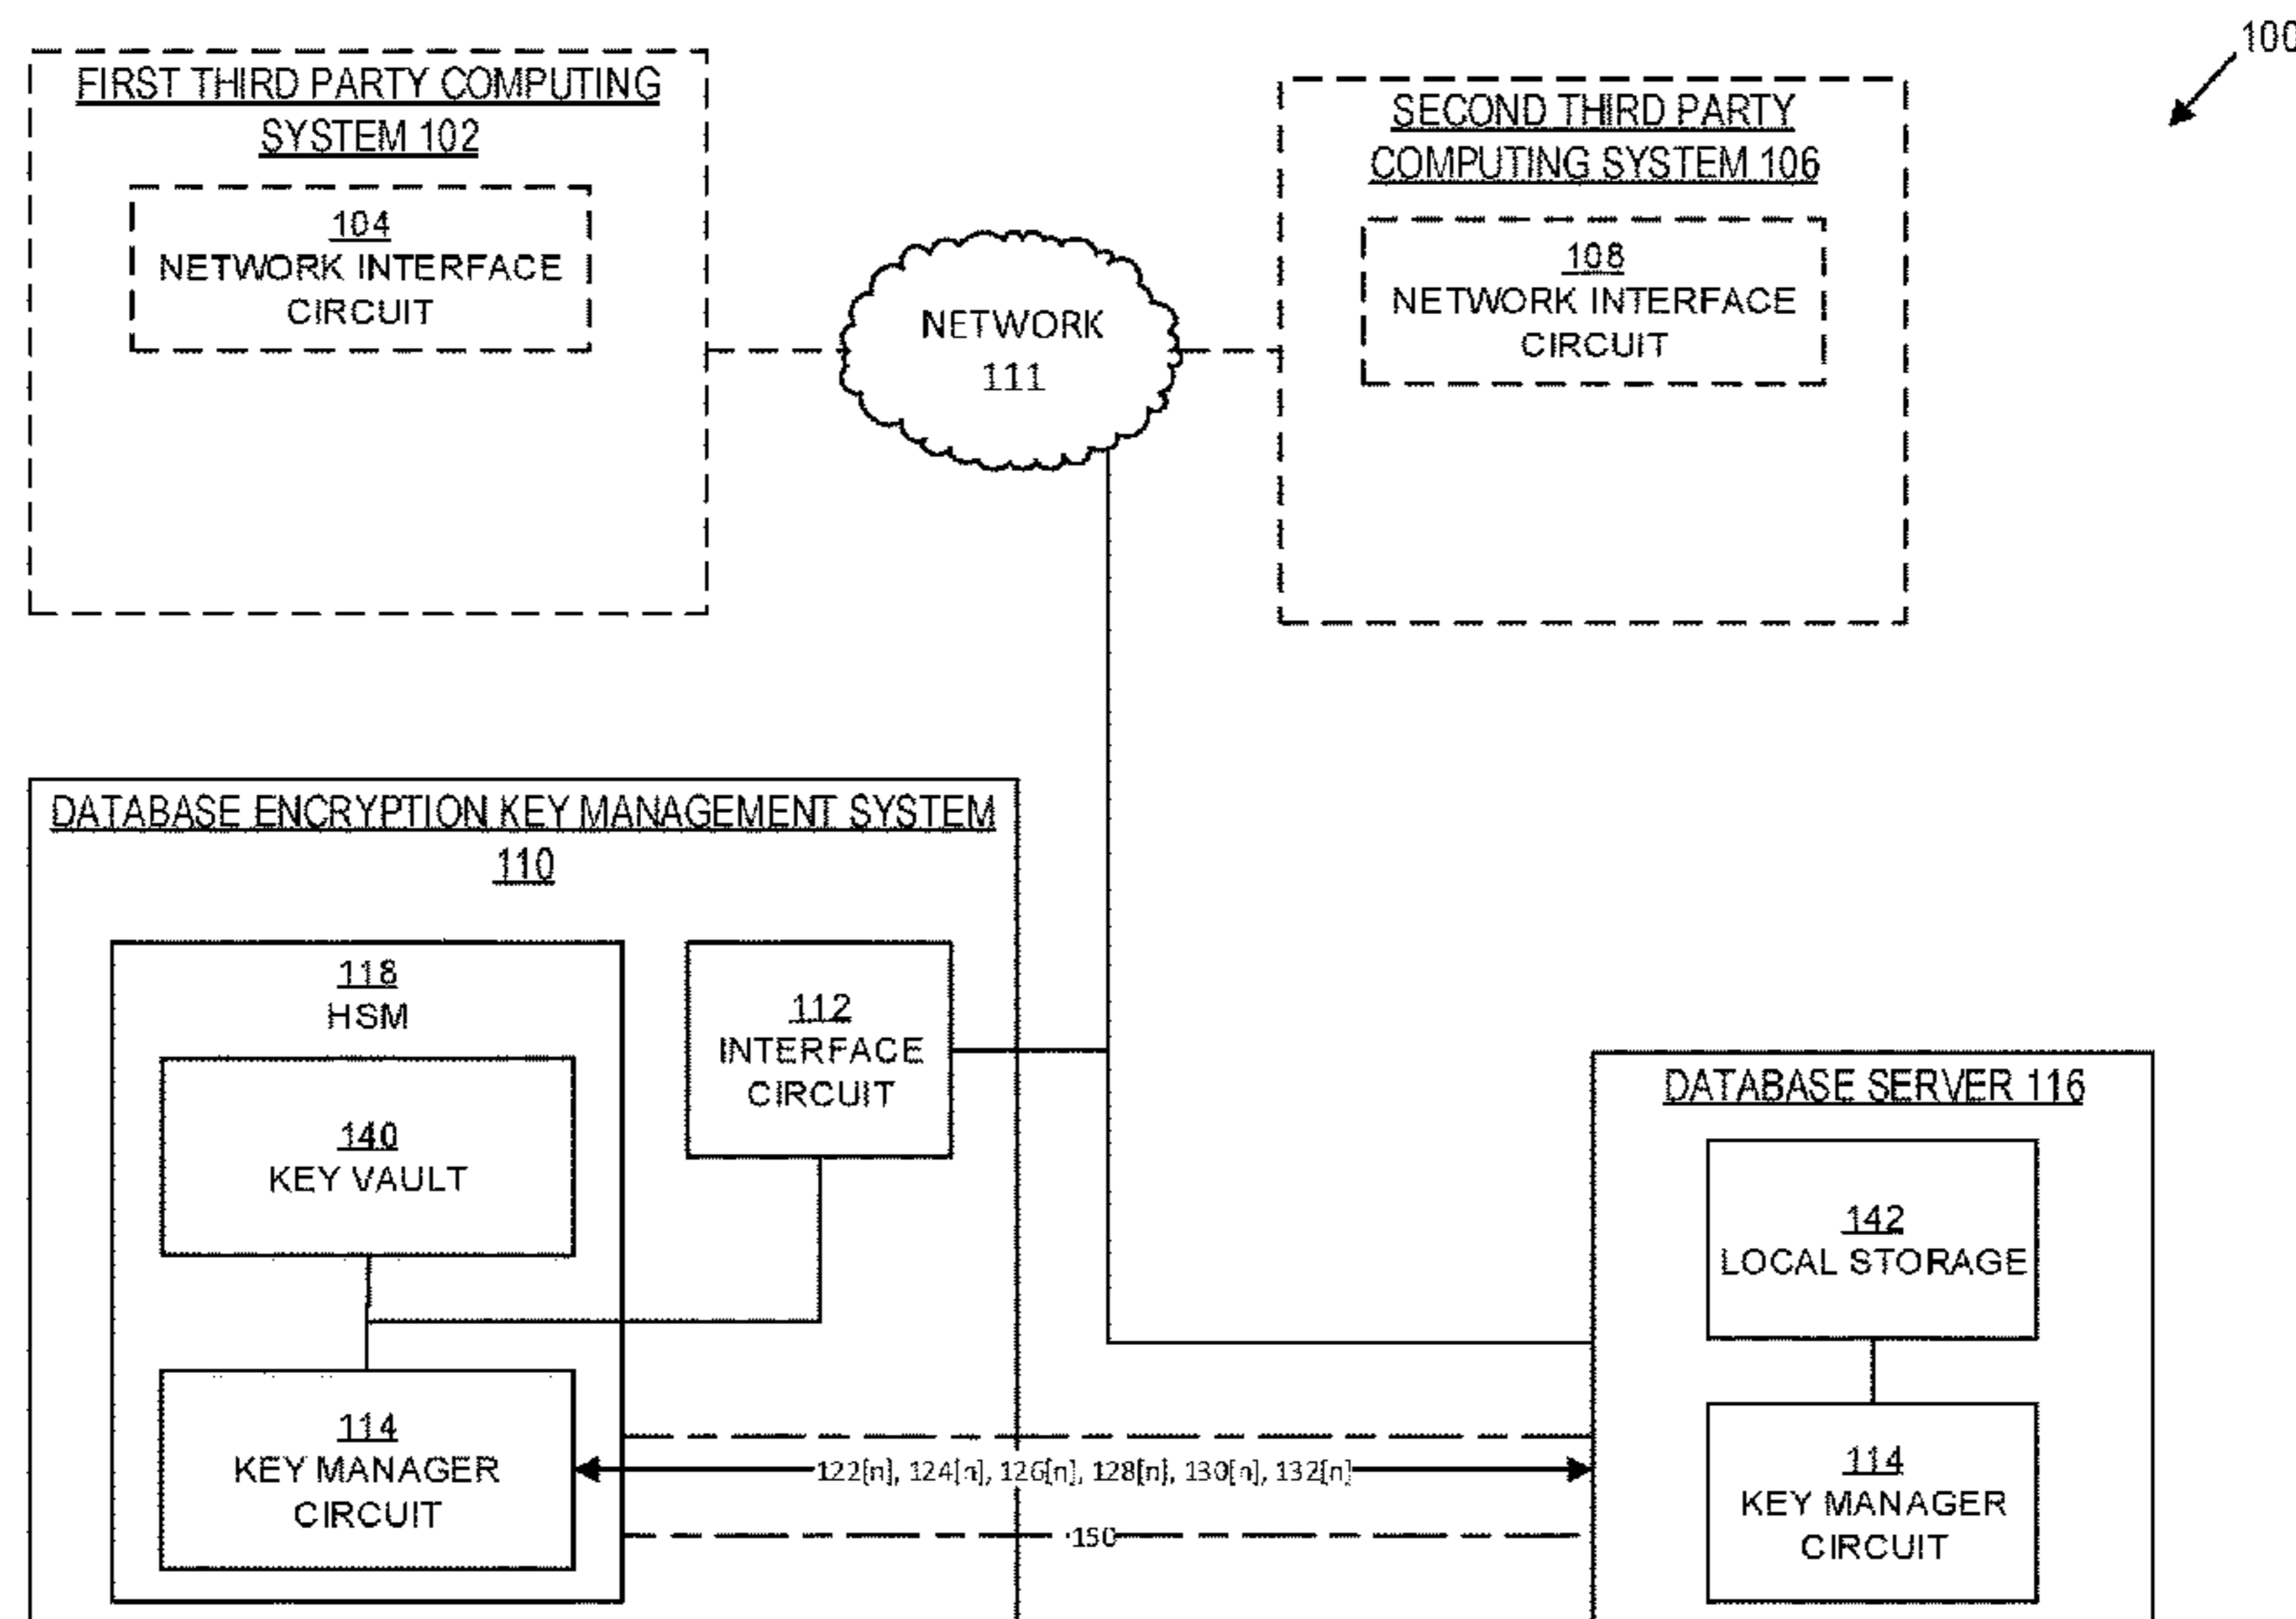 100
FIRST THIRD PARTY COMPUTING
SYSTEM 102
104
NETWORK INTERFACE
CIRCUIT
NETWORK
111
SECOND THIRD PARTY
COMPUTING SYSTEM 106
108
NETWORK INTERFACE
CIRCUIT
DATABASE ENCRYPTION KEY MANAGEMENT SYSTEM
110
118
HSM
140
KEY VAULT
114
KEY MANAGER
CIRCUIT
112
INTERFACE
CIRCUIT
122[n], 124[n], 126[n], 128[n], 130[n], 132[n]
150
DATABASE SERVER 116
142
LOCAL STORAGE
114
KEY MANAGER
CIRCUIT